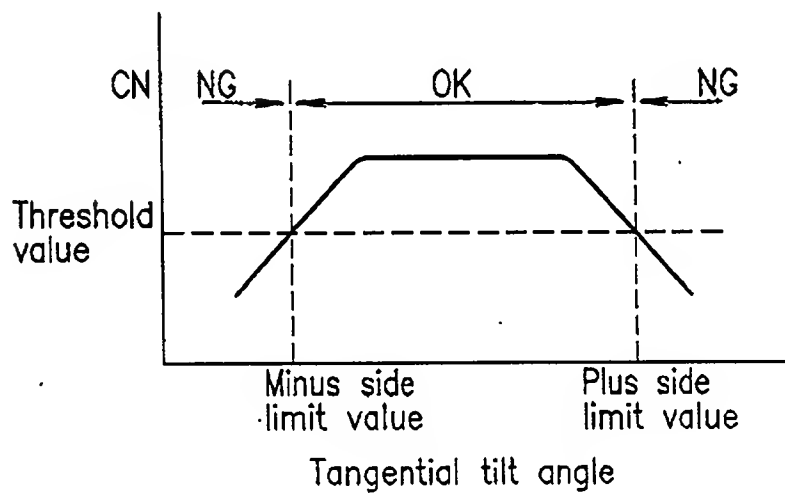 CN
NG
OK
NG
Threshold
value
Minus side
limit value
Plus side
limit value
Tangential tilt angle